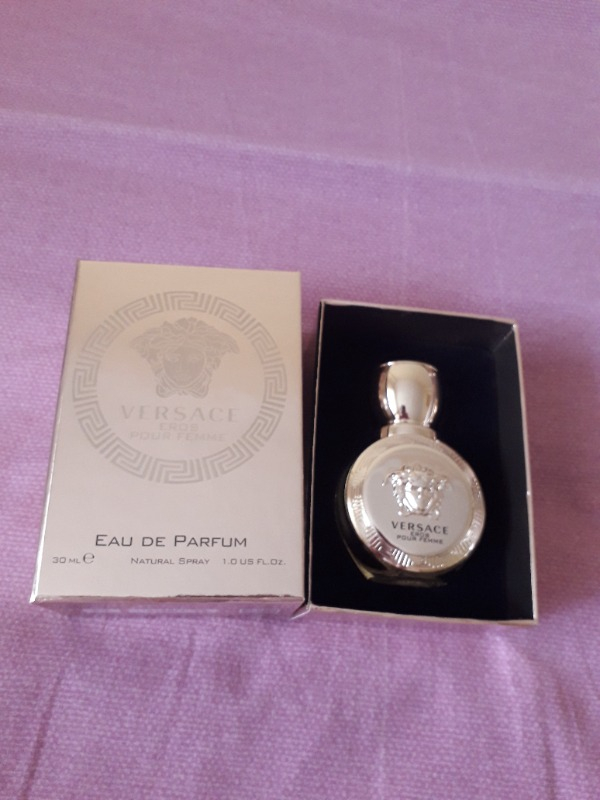 VERSACE
EROS
POUR FEMME
EAU DE PARFUM
30 ML e NATURAL SPRAY 1.0 US FL.OZ.
VERSACE
EROS
POUR FEMME